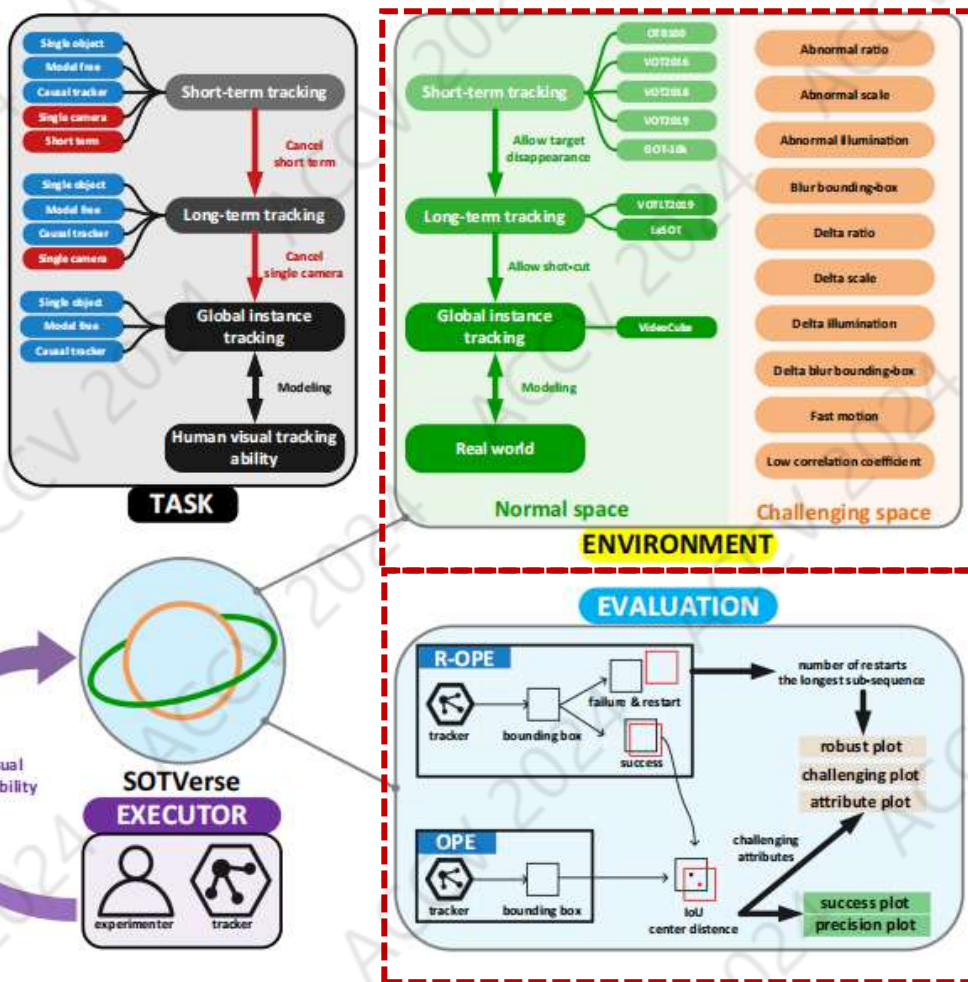 Single object
Model free
Causal tracker
Single camera
Short term
Short-term tracking
Cancel
short term
Single object
Model free
Causal tracker
Single camera
Long-term tracking
Cancel
single camera
Single object
Model free
Causal tracker
Global instance
tracking
Modeling
Human visual tracking
ability
TASK
Short-term tracking
OTB100
VOT2016
VOT2018
VOT2019
GOT-10k
Allow target
disappearance
Long-term tracking
VOTLT2019
LaSOT
Allow shot-cut
Global instance
tracking
VideoCube
Modeling
Real world
Normal space
Abnormal ratio
Abnormal scale
Abnormal illumination
Blur bounding-box
Delta ratio
Delta scale
Delta illumination
Delta blur bounding-box
Fast motion
Low correlation coefficient
Challenging space
ENVIRONMENT
SOTVerse
EXECUTOR
experimenter
tracker
EVALUATION
R-OPE
tracker
bounding box
failure & restart
success
number of restarts
the longest sub-sequence
robust plot
challenging plot
attribute plot
OPE
tracker
bounding box
IoU
center distence
challenging
attributes
success plot
precision plot
ACCV 2024